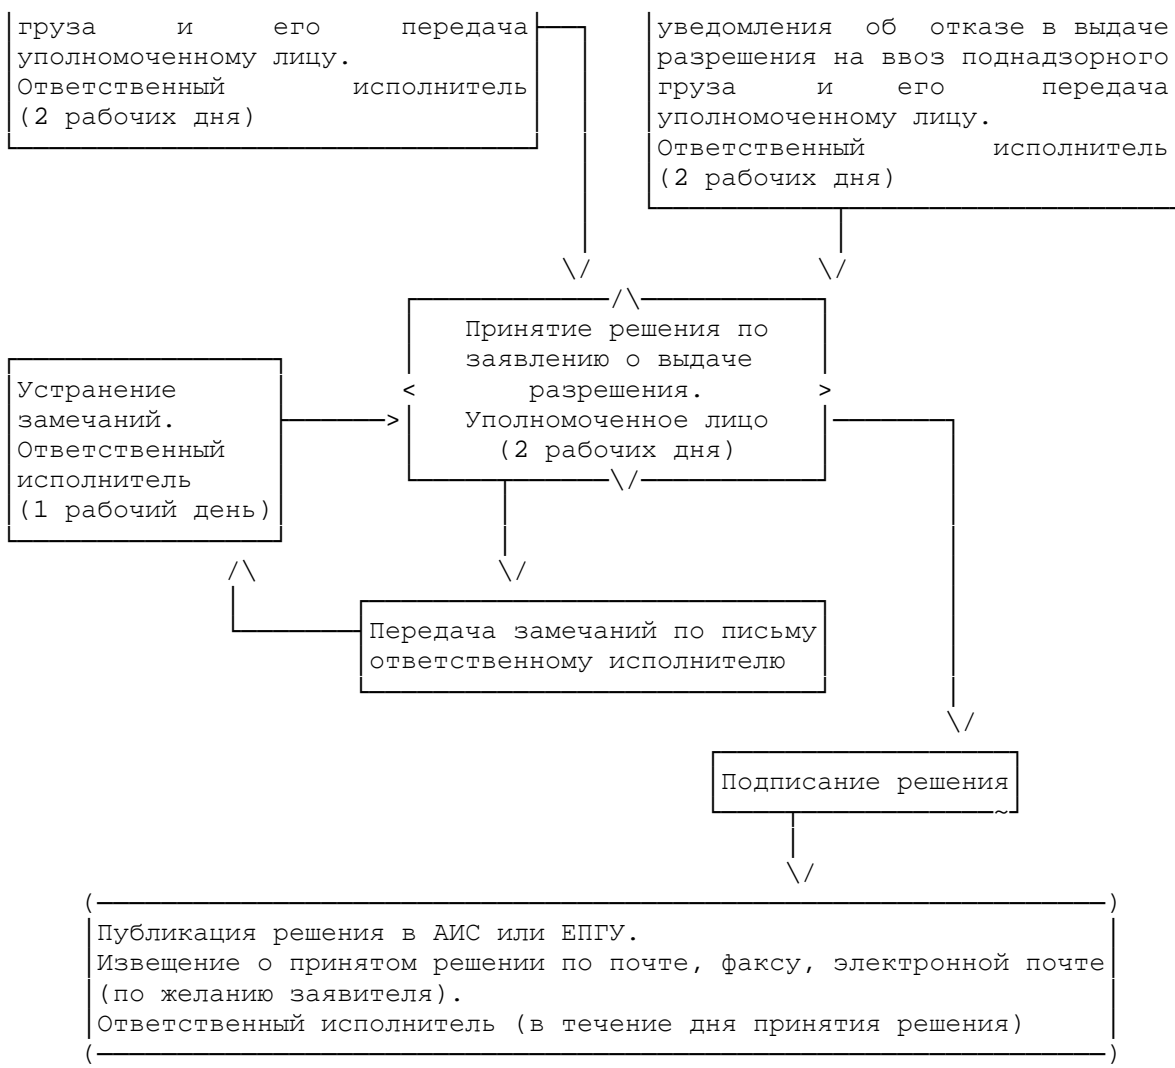 груза и его передача
уполномоченному лицу.
Ответственный исполнитель
(2 рабочих дня)
уведомления об отказе в выдаче
разрешения на ввоз поднадзорного
груза и его передача
уполномоченному лицу.
Ответственный исполнитель
(2 рабочих дня)
Принятие решения по
заявлению о выдаче
разрешения.
Уполномоченное лицо
(2 рабочих дня)
Устранение
замечаний.
Ответственный
исполнитель
(1 рабочий день)
Передача замечаний по письму
ответственному исполнителю
Подписание решения
Публикация решения в АИС или ЕПГУ.
Извещение о принятом решении по почте, факсу, электронной почте
(по желанию заявителя).
Ответственный исполнитель (в течение дня принятия решения)